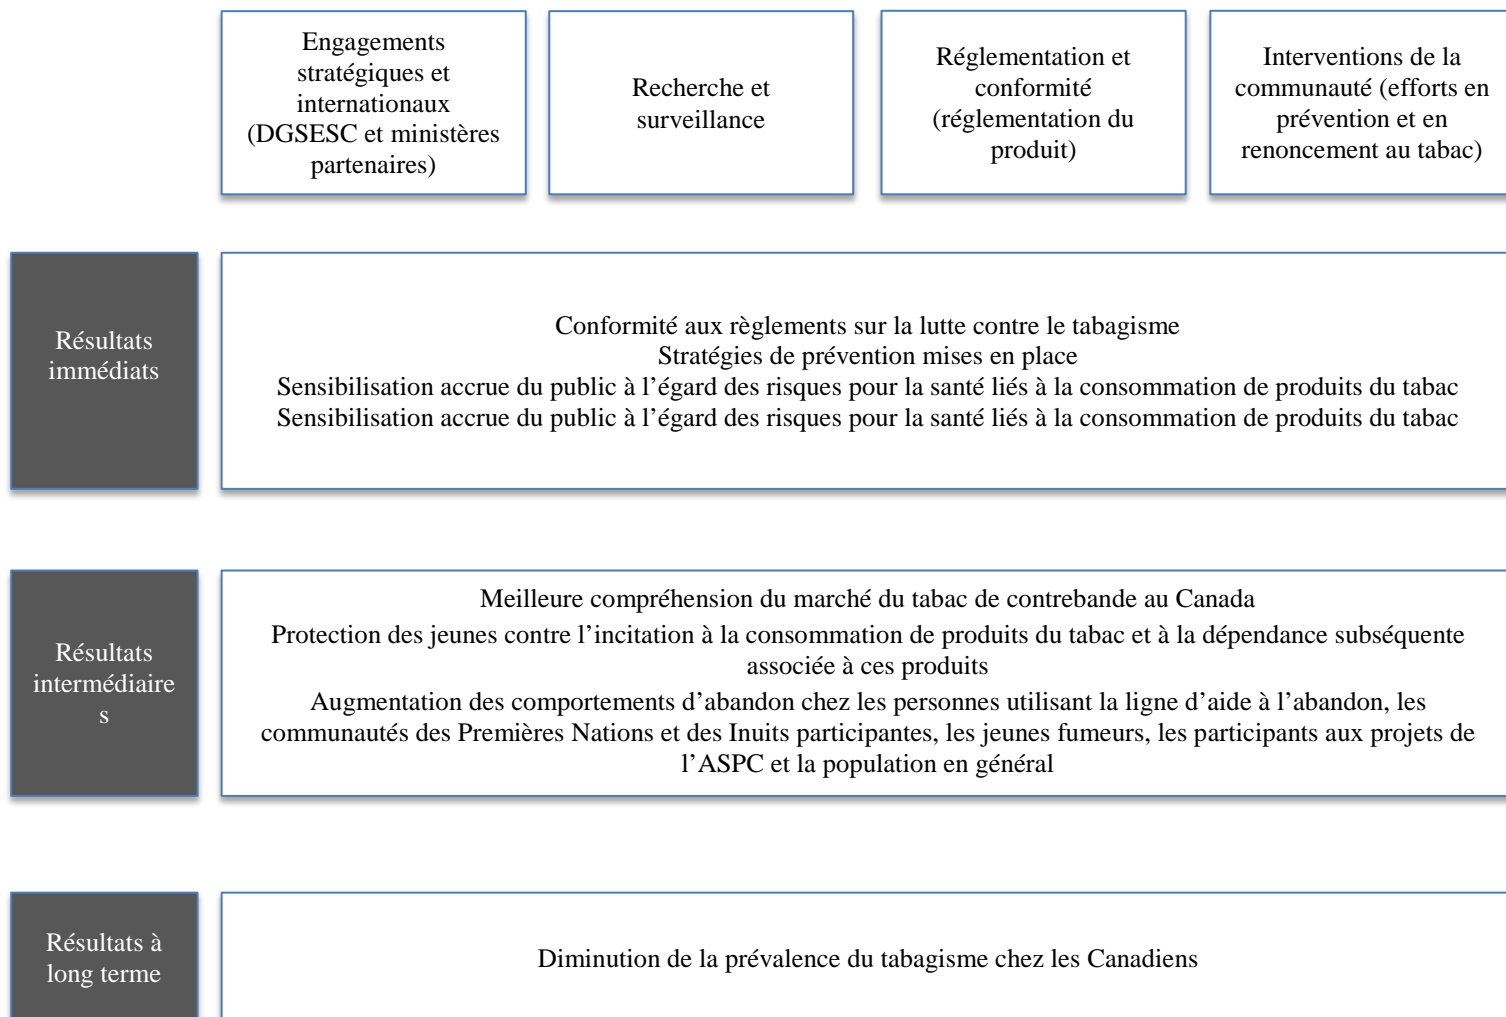 Engagements
stratégiques et
internationaux
(DGSESC et ministères
partenaires)
Recherche et
surveillance
Réglementation et
conformité
(réglementation du
produit)
Interventions de la
communauté (efforts en
prévention et en
renoncement au tabac)
Résultats
immédiats
Conformité aux règlements sur la lutte contre le tabagisme
Stratégies de prévention mises en place
Sensibilisation accrue du public à l’égard des risques pour la santé liés à la consommation de produits du tabac
Sensibilisation accrue du public à l’égard des risques pour la santé liés à la consommation de produits du tabac
Résultats
intermédiaire
s
Meilleure compréhension du marché du tabac de contrebande au Canada
Protection des jeunes contre l’incitation à la consommation de produits du tabac et à la dépendance subséquente
associée à ces produits
Augmentation des comportements d’abandon chez les personnes utilisant la ligne d’aide à l’abandon, les
communautés des Premières Nations et des Inuits participantes, les jeunes fumeurs, les participants aux projets de
l’ASPC et la population en général
Résultats à
long terme
Diminution de la prévalence du tabagisme chez les Canadiens